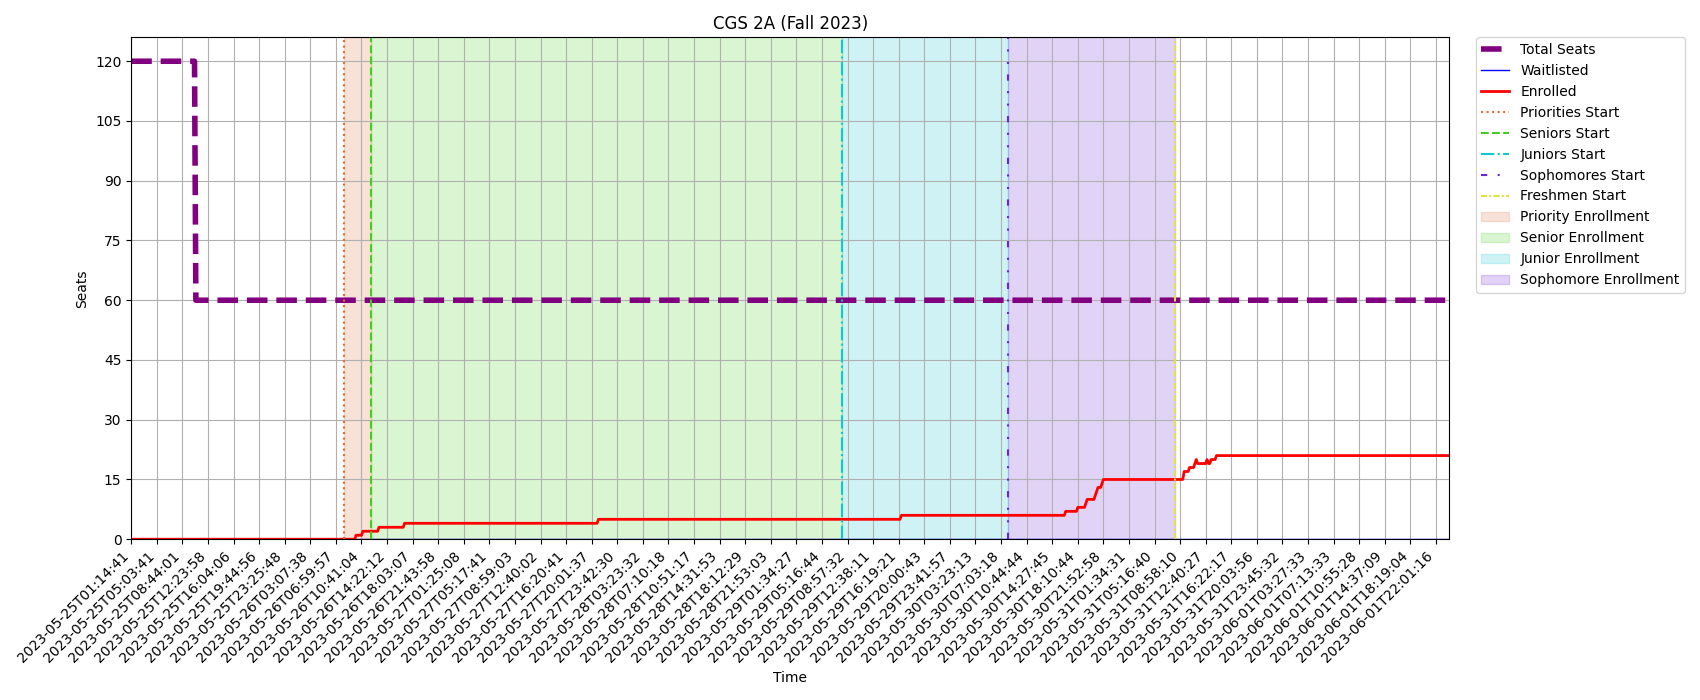 CGS 2A (Fall 2023)
Seats
120
105
90
75
60
45
30
15
0
2023-05-25T01:14:41
2023-05-25T05:03:41
2023-05-25T08:44:01
2023-05-25T12:23:58
2023-05-25T16:04:06
2023-05-25T19:44:56
2023-05-25T23:25:48
2023-05-26T03:07:38
2023-05-26T06:59:57
2023-05-26T10:41:04
2023-05-26T14:22:12
2023-05-26T18:03:07
2023-05-26T21:43:58
2023-05-27T01:25:08
2023-05-27T05:17:41
2023-05-27T08:59:03
2023-05-27T12:40:02
2023-05-27T16:20:41
2023-05-27T20:01:37
2023-05-27T23:42:30
2023-05-28T03:23:32
2023-05-28T07:10:18
2023-05-28T10:51:17
2023-05-28T14:31:53
2023-05-28T18:12:29
2023-05-28T21:53:03
2023-05-29T01:34:27
2023-05-29T05:16:44
2023-05-29T08:57:32
2023-05-29T12:38:11
2023-05-29T16:19:21
2023-05-29T20:00:43
2023-05-29T23:41:57
2023-05-30T03:23:13
2023-05-30T07:03:18
2023-05-30T10:44:44
2023-05-30T14:27:45
2023-05-30T18:10:44
2023-05-30T21:52:58
2023-05-31T01:34:31
2023-05-31T05:16:40
2023-05-31T08:58:10
2023-05-31T12:40:27
2023-05-31T16:22:17
2023-05-31T20:03:56
2023-05-31T23:45:32
2023-06-01T03:27:33
2023-06-01T07:13:33
2023-06-01T10:55:28
2023-06-01T14:37:09
2023-06-01T18:19:04
2023-06-01T22:01:16
Time
Total Seats
Waitlisted
Enrolled
Priorities Start
Seniors Start
Juniors Start
Sophomores Start
Freshmen Start
Priority Enrollment
Senior Enrollment
Junior Enrollment
Sophomore Enrollment